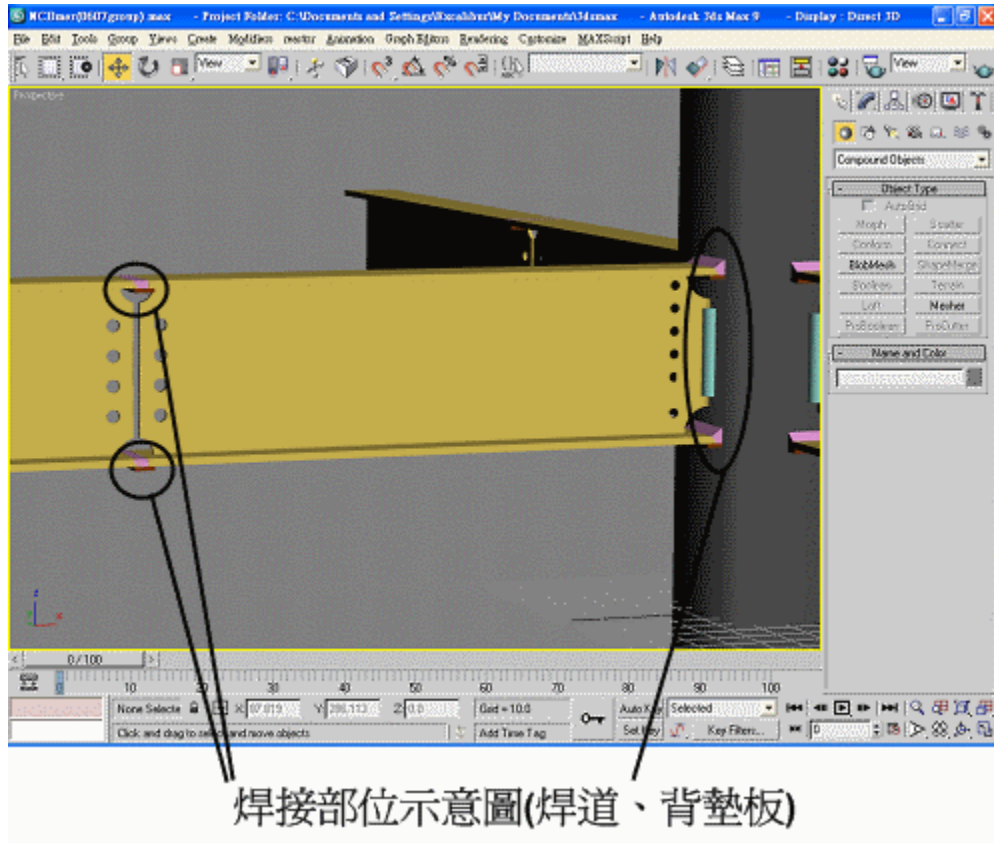 NCIImer(0607group).max - Project Folder: C:\Documents and Settings\Excalibur\My Documents\3dsmax - Autodesk 3ds Max 9 - Display : Direct 3D
File Edit Tools Group Views Create Modifiers reactor Animation Graph Editors Rendering Customize MAXScript Help
View View
Perspective
Compound Objects
- Object Type
AutoGrid
Morph Scatter
Conform Connect
BlobMesh ShapeMerge
Boolean Terrain
Loft Mesher
ProBoolean ProCutter
- Name and Color
z
x
0 / 100
0 10 20 30 40 50 60 70 80 90 100
None Selecte X: Y: Z: 0.0 Grid = 10.0 Auto Key Selected
Click and drag to select and move objects Add Time Tag Set Key Key Filters... 0
焊接部位示意圖(焊道、背墊板)